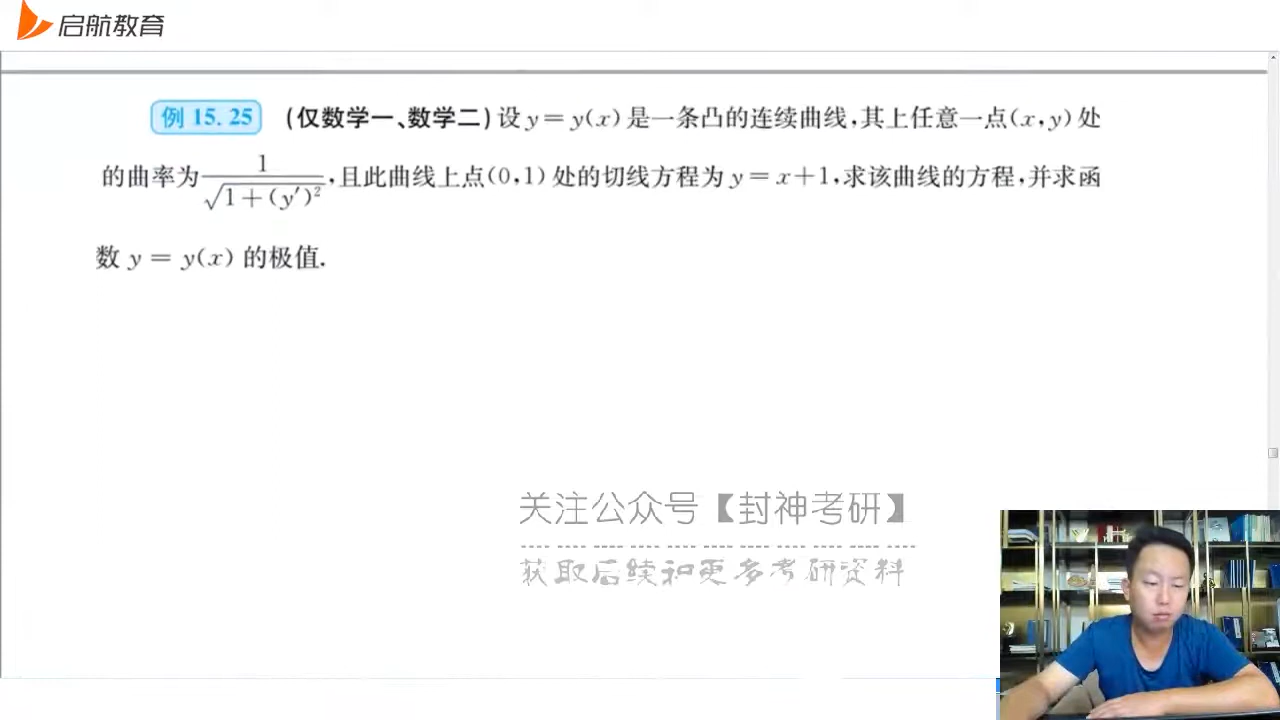 启航教育
例 15.25 (仅数学一、数学二)设 y = y(x) 是一条凸的连续曲线,其上任意一点(x,y) 处
的曲率为 1/√(1+(y′)²),且此曲线上点(0,1) 处的切线方程为 y = x+1,求该曲线的方程,并求函
数 y = y(x) 的极值.
关注公众号【封神考研】
获取后续和更多考研资料